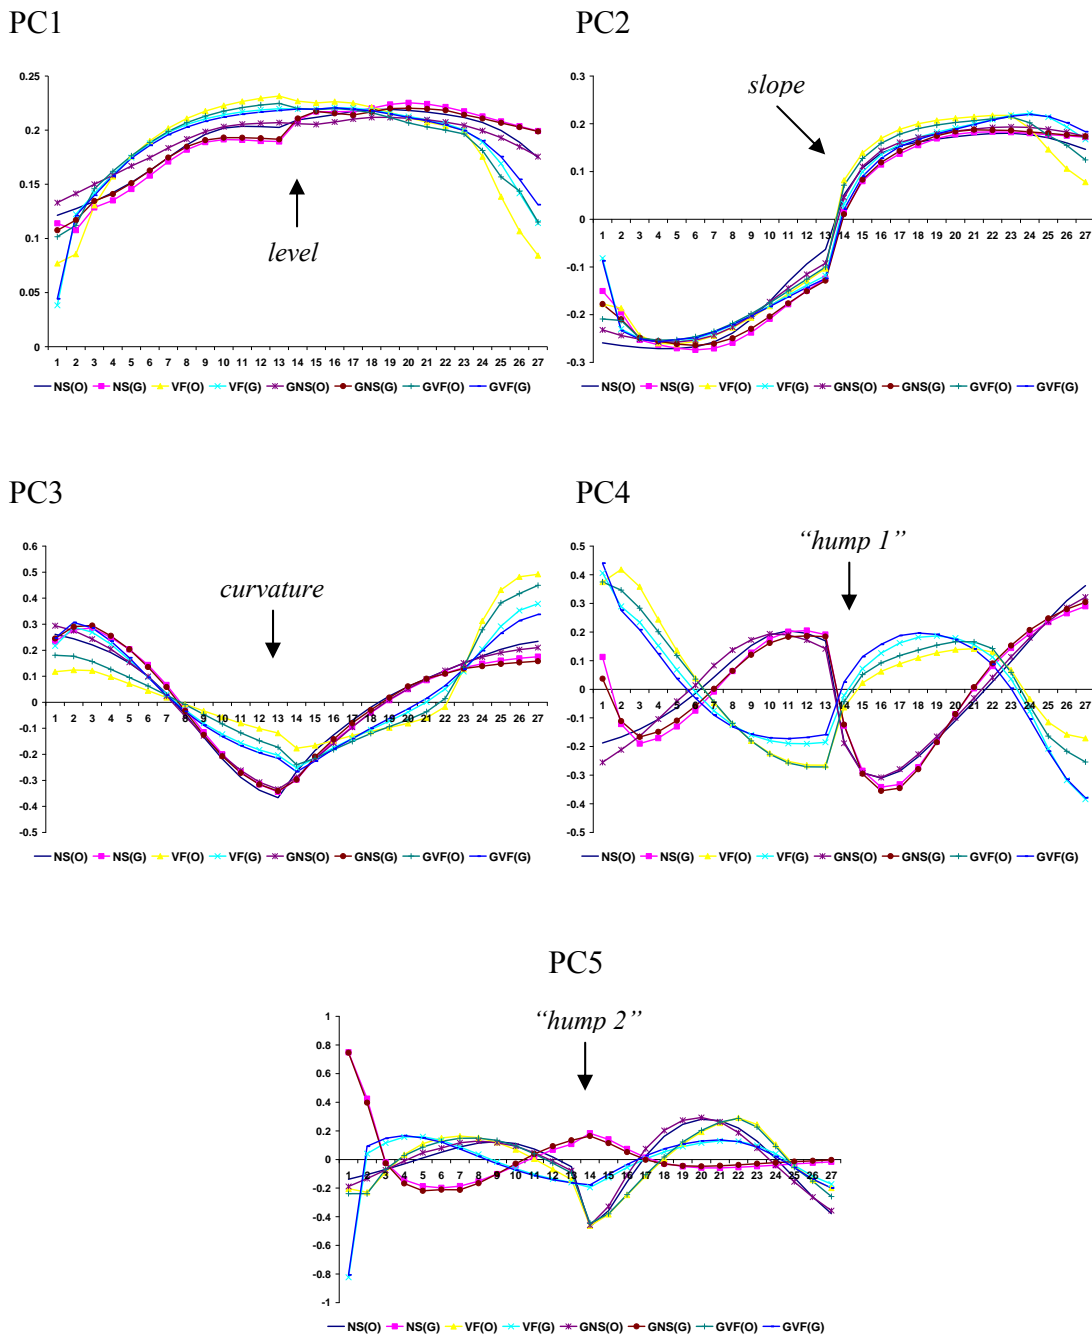 PC1
PC2
0.25
0.2
0.15
0.1
0.05
0
level
1 2 3 4 5 6 7 8 9 10 11 12 13 14 15 16 17 18 19 20 21 22 23 24 25 26 27
NS(O) NS(G) VF(O) VF(G) GNS(O) GNS(G) GVF(O) GVF(G)
0.3
0.2
0.1
0
-0.1
-0.2
-0.3
slope
1 2 3 4 5 6 7 8 9 10 11 12 13 14 15 16 17 18 19 20 21 22 23 24 25 26 27
NS(O) NS(G) VF(O) VF(G) GNS(O) GNS(G) GVF(O) GVF(G)
PC3
PC4
0.6
0.5
0.4
0.3
0.2
0.1
0
-0.1
-0.2
-0.3
-0.4
-0.5
curvature
1 2 3 4 5 6 7 8 9 10 11 12 13 14 15 16 17 18 19 20 21 22 23 24 25 26 27
NS(O) NS(G) VF(O) VF(G) GNS(O) GNS(G) GVF(O) GVF(G)
0.5
0.4
0.3
0.2
0.1
0
-0.1
-0.2
-0.3
-0.4
-0.5
“hump 1”
1 2 3 4 5 6 7 8 9 10 11 12 13 14 15 16 17 18 19 20 21 22 23 24 25 26 27
NS(O) NS(G) VF(O) VF(G) GNS(O) GNS(G) GVF(O) GVF(G)
PC5
1
0.8
0.6
0.4
0.2
0
-0.2
-0.4
-0.6
-0.8
-1
“hump 2”
1 2 3 4 5 6 7 8 9 10 11 12 13 14 15 16 17 18 19 20 21 22 23 24 25 26 27
NS(O) NS(G) VF(O) VF(G) GNS(O) GNS(G) GVF(O) GVF(G)